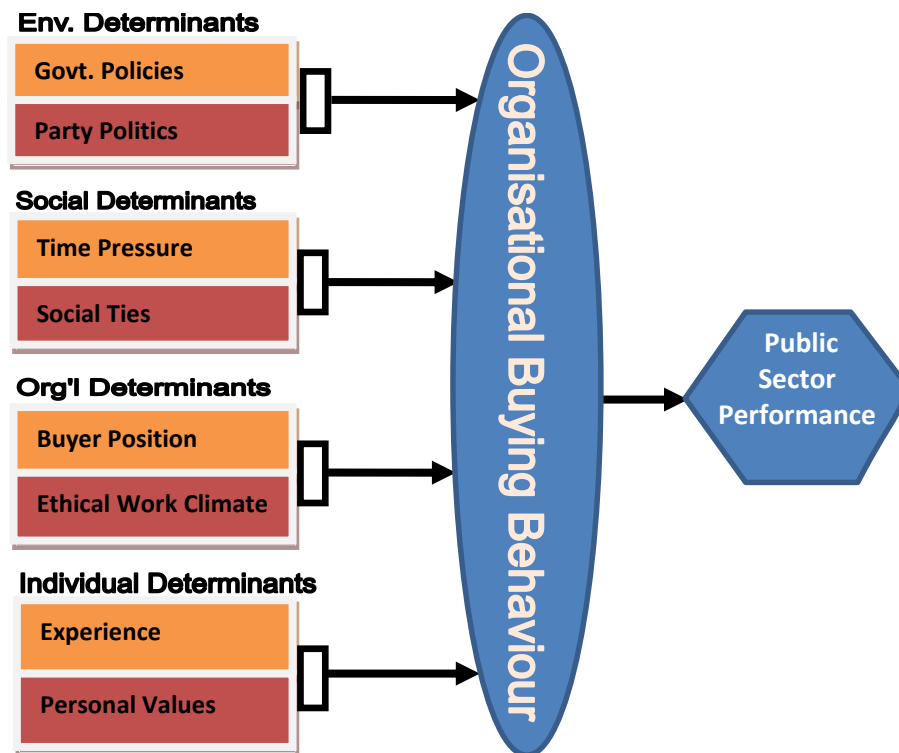 Env. Determinants
Govt. Policies
Party Politics
Social Determinants
Time Pressure
Social Ties
Org'l Determinants
Buyer Position
Ethical Work Climate
Individual Determinants
Experience
Personal Values
Organisational Buying Behaviour
Public
Sector
Performance